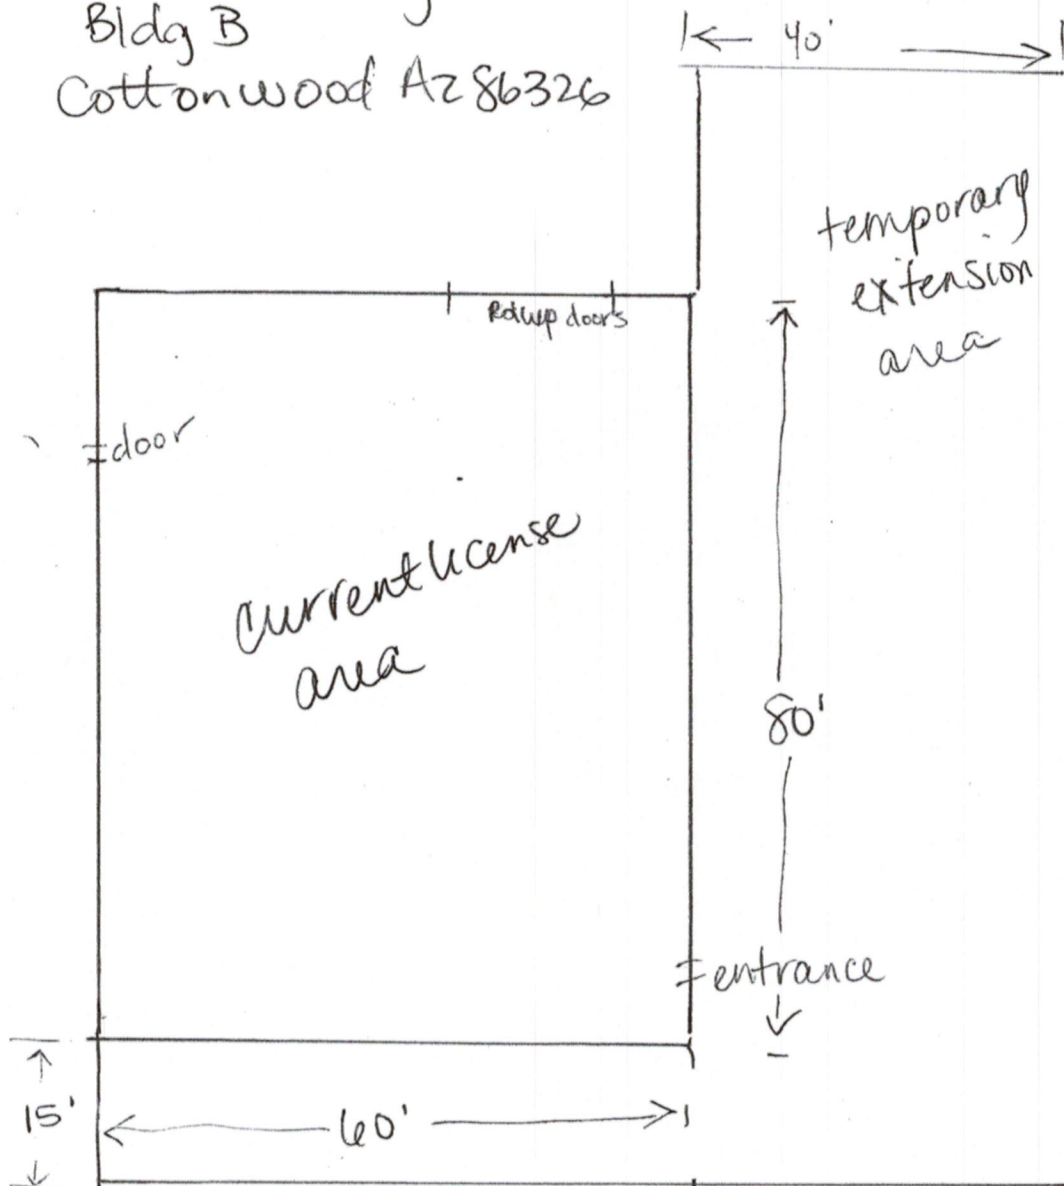 Bldg B
Cottonwood Az 86326
40'
temporary
extension
area
Rollup doors
door
current license
area
80'
entrance
15'
60'